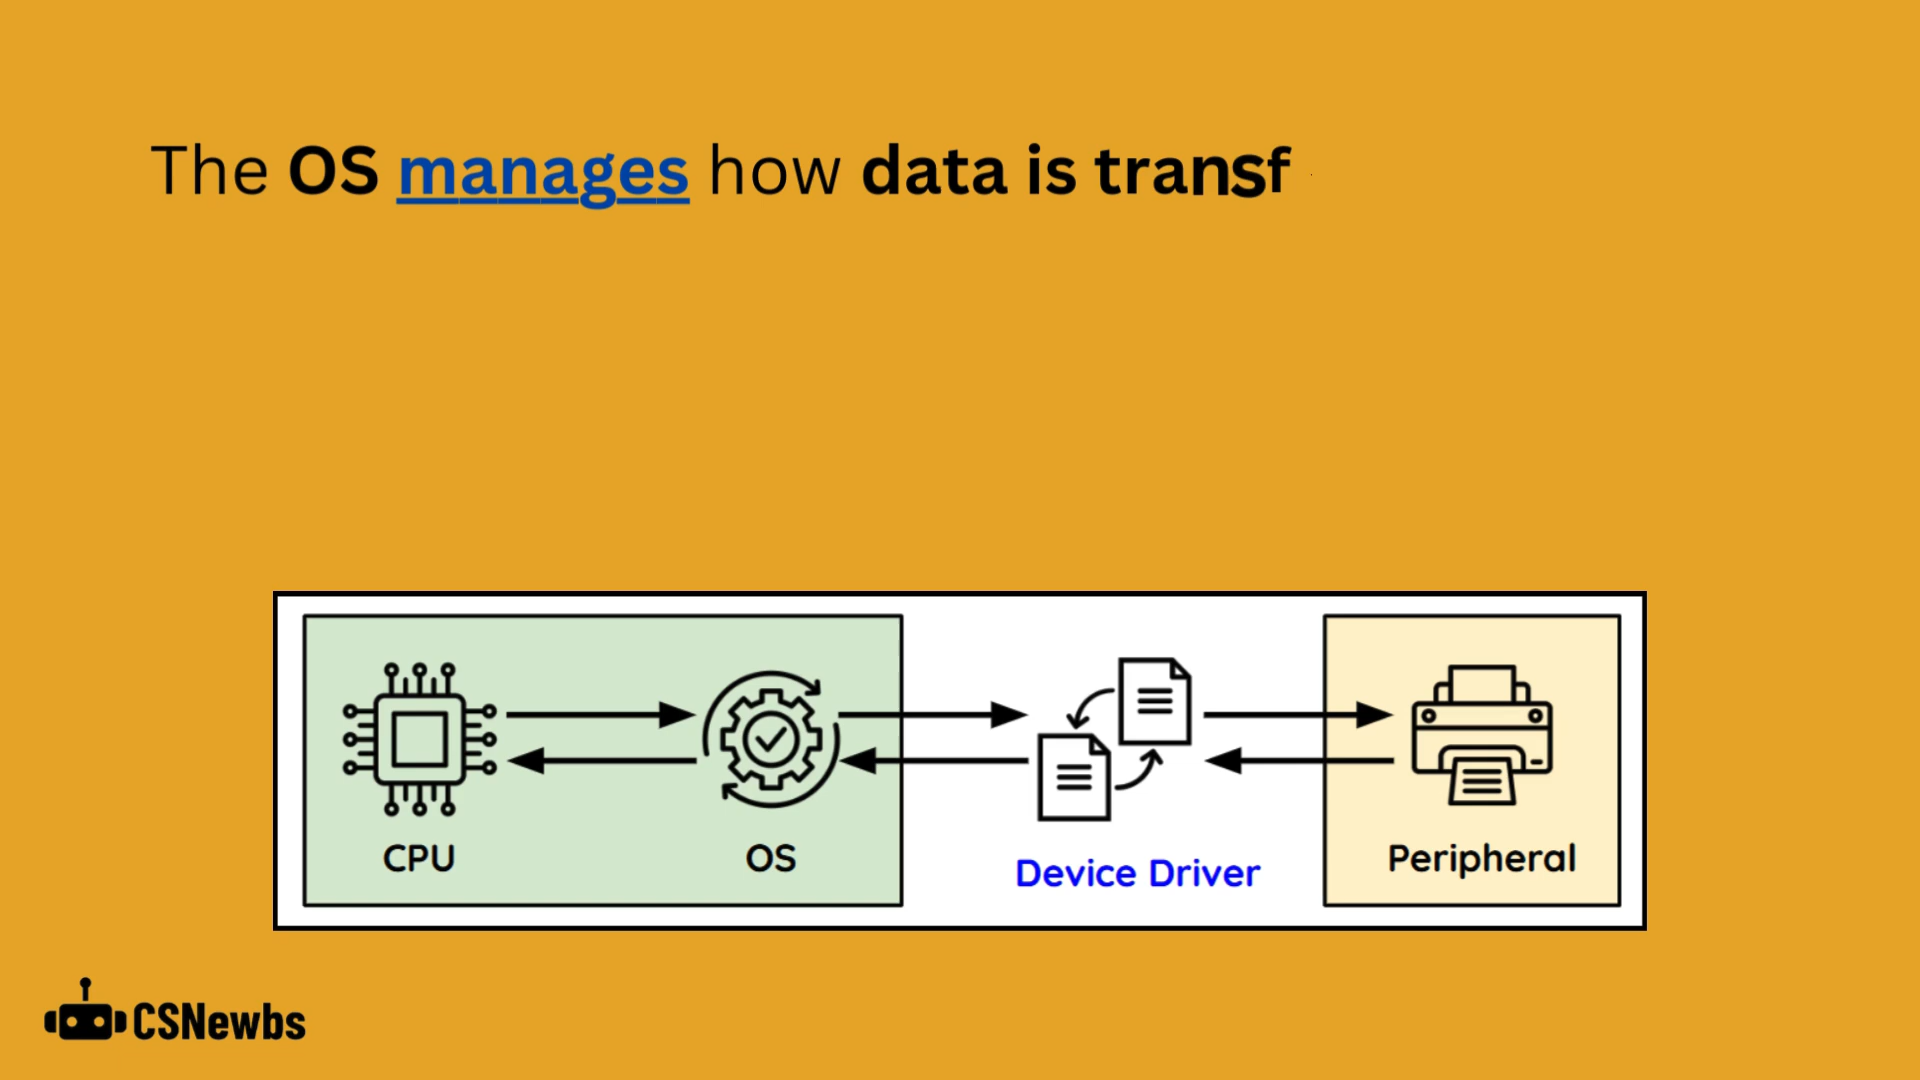 The OS manages how data is transf
CPU
OS
Device Driver
Peripheral
CSNewbs